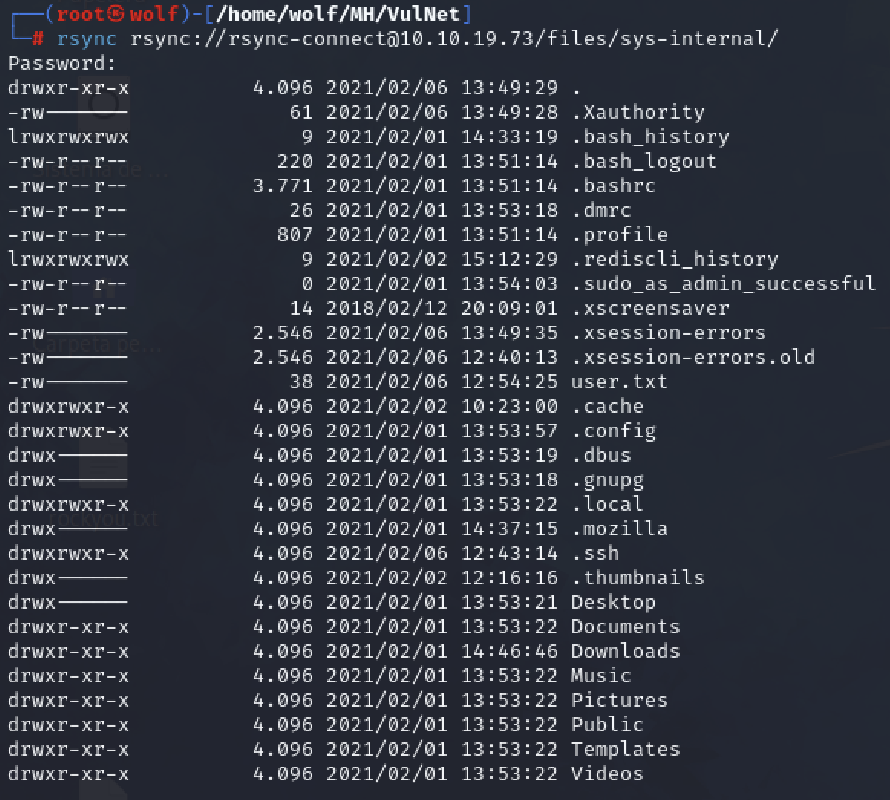 ┌──(root㉿wolf)-[/home/wolf/MH/VulNet]
└─# rsync rsync://rsync-connect@10.10.19.73/files/sys-internal/
Password:
drwxr-xr-x          4.096 2021/02/06 13:49:29 .
-rw-------             61 2021/02/06 13:49:28 .Xauthority
lrwxrwxrwx              9 2021/02/01 14:33:19 .bash_history
-rw-r--r--            220 2021/02/01 13:51:14 .bash_logout
-rw-r--r--          3.771 2021/02/01 13:51:14 .bashrc
-rw-r--r--             26 2021/02/01 13:53:18 .dmrc
-rw-r--r--            807 2021/02/01 13:51:14 .profile
lrwxrwxrwx              9 2021/02/02 15:12:29 .rediscli_history
-rw-r--r--              0 2021/02/01 13:54:03 .sudo_as_admin_successful
-rw-r--r--             14 2018/02/12 20:09:01 .xscreensaver
-rw-------          2.546 2021/02/06 13:49:35 .xsession-errors
-rw-------          2.546 2021/02/06 12:40:13 .xsession-errors.old
-rw-------             38 2021/02/06 12:54:25 user.txt
drwxrwxr-x          4.096 2021/02/02 10:23:00 .cache
drwxrwxr-x          4.096 2021/02/01 13:53:57 .config
drwx------          4.096 2021/02/01 13:53:19 .dbus
drwx------          4.096 2021/02/01 13:53:18 .gnupg
drwxrwxr-x          4.096 2021/02/01 13:53:22 .local
drwx------          4.096 2021/02/01 14:37:15 .mozilla
drwxrwxr-x          4.096 2021/02/06 12:43:14 .ssh
drwx------          4.096 2021/02/02 12:16:16 .thumbnails
drwx------          4.096 2021/02/01 13:53:21 Desktop
drwxr-xr-x          4.096 2021/02/01 13:53:22 Documents
drwxr-xr-x          4.096 2021/02/01 14:46:46 Downloads
drwxr-xr-x          4.096 2021/02/01 13:53:22 Music
drwxr-xr-x          4.096 2021/02/01 13:53:22 Pictures
drwxr-xr-x          4.096 2021/02/01 13:53:22 Public
drwxr-xr-x          4.096 2021/02/01 13:53:22 Templates
drwxr-xr-x          4.096 2021/02/01 13:53:22 Videos